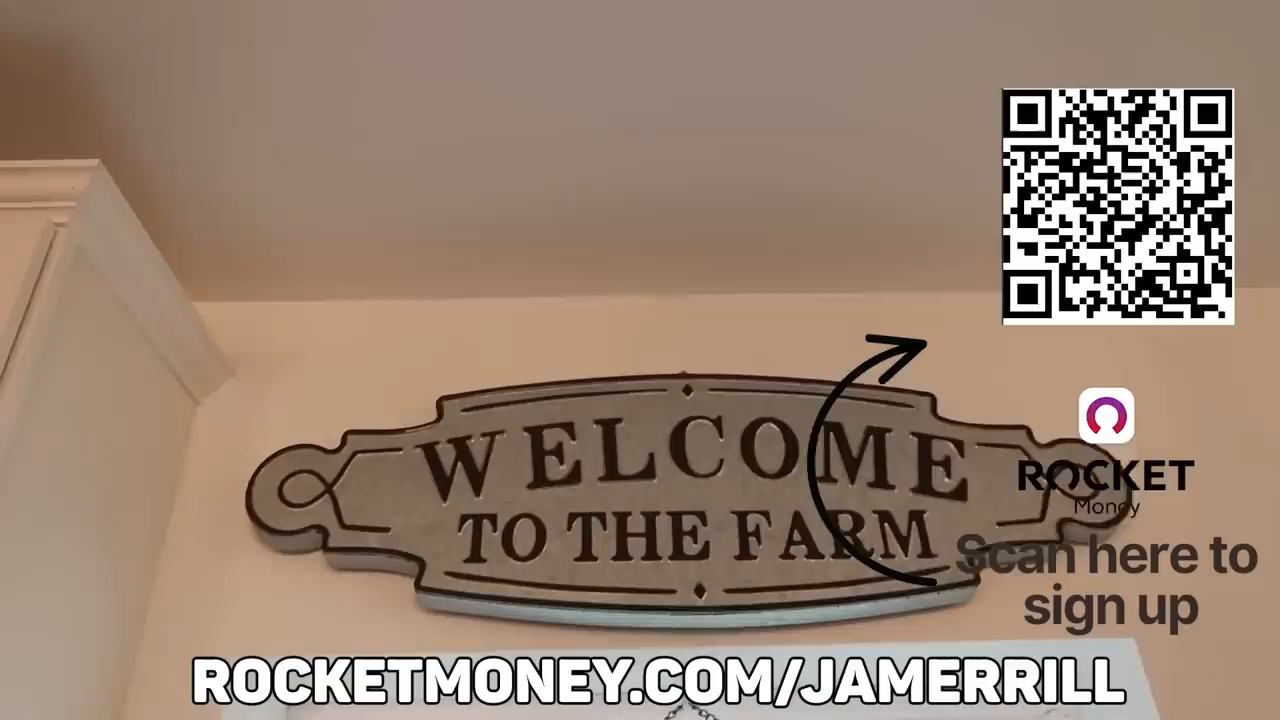 WELCOME
TO THE FARM
ROCKET
Money
Scan here to
sign up
ROCKETMONEY.COM/JAMERRILL